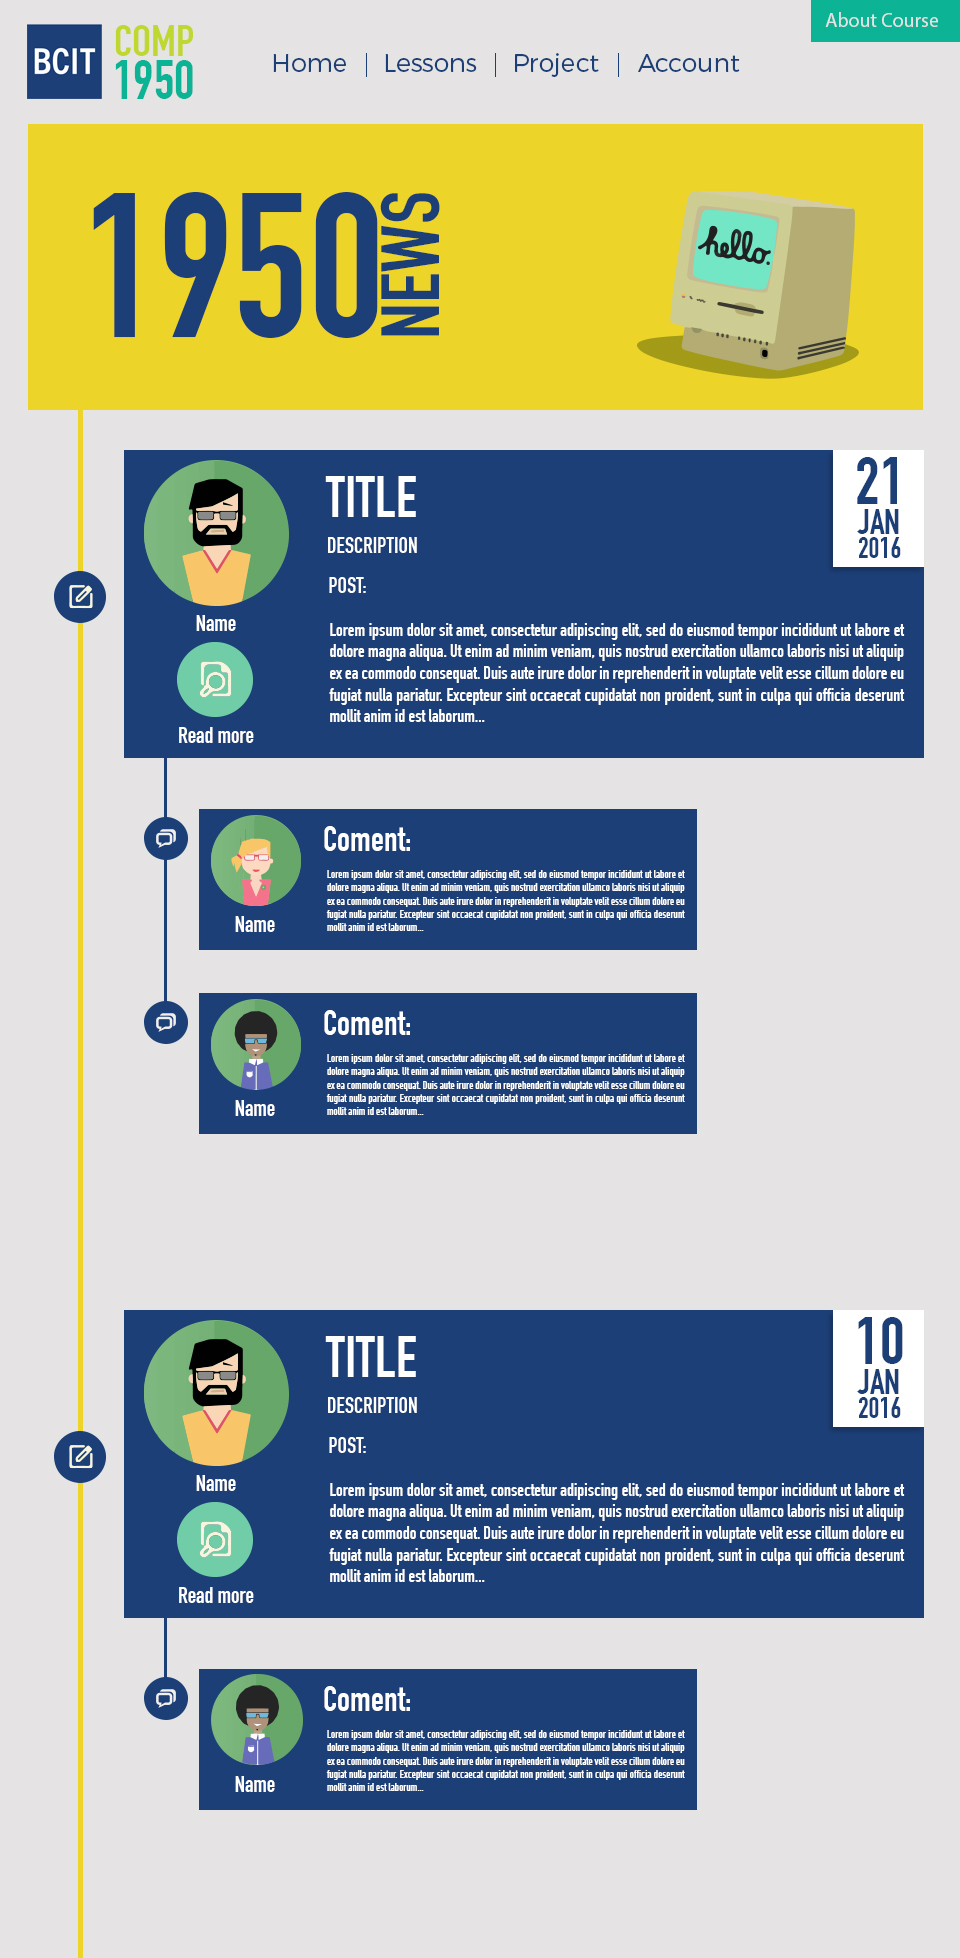 About Course
BCIT
COMP
1950
Home
Lessons
Project
Account
1950
NEWS
hello.
TITLE
21
JAN
2016
DESCRIPTION
POST:
Name
Lorem ipsum dolor sit amet, consectetur adipiscing elit, sed do eiusmod tempor incididunt ut labore et
dolore magna aliqua. Ut enim ad minim veniam, quis nostrud exercitation ullamco laboris nisi ut aliquip
ex ea commodo consequat. Duis aute irure dolor in reprehenderit in voluptate velit esse cillum dolore eu
fugiat nulla pariatur. Excepteur sint occaecat cupidatat non proident, sunt in culpa qui officia deserunt
mollit anim id est laborum...
Read more
Coment:
Lorem ipsum dolor sit amet, consectetur adipiscing elit, sed do eiusmod tempor incididunt ut labore et
dolore magna aliqua. Ut enim ad minim veniam, quis nostrud exercitation ullamco laboris nisi ut aliquip
ex ea commodo consequat. Duis aute irure dolor in reprehenderit in voluptate velit esse cillum dolore eu
fugiat nulla pariatur. Excepteur sint occaecat cupidatat non proident, sunt in culpa qui officia deserunt
mollit anim id est laborum...
Name
Coment:
Lorem ipsum dolor sit amet, consectetur adipiscing elit, sed do eiusmod tempor incididunt ut labore et
dolore magna aliqua. Ut enim ad minim veniam, quis nostrud exercitation ullamco laboris nisi ut aliquip
ex ea commodo consequat. Duis aute irure dolor in reprehenderit in voluptate velit esse cillum dolore eu
fugiat nulla pariatur. Excepteur sint occaecat cupidatat non proident, sunt in culpa qui officia deserunt
mollit anim id est laborum...
Name
TITLE
10
JAN
2016
DESCRIPTION
POST:
Name
Lorem ipsum dolor sit amet, consectetur adipiscing elit, sed do eiusmod tempor incididunt ut labore et
dolore magna aliqua. Ut enim ad minim veniam, quis nostrud exercitation ullamco laboris nisi ut aliquip
ex ea commodo consequat. Duis aute irure dolor in reprehenderit in voluptate velit esse cillum dolore eu
fugiat nulla pariatur. Excepteur sint occaecat cupidatat non proident, sunt in culpa qui officia deserunt
mollit anim id est laborum...
Read more
Coment:
Lorem ipsum dolor sit amet, consectetur adipiscing elit, sed do eiusmod tempor incididunt ut labore et
dolore magna aliqua. Ut enim ad minim veniam, quis nostrud exercitation ullamco laboris nisi ut aliquip
ex ea commodo consequat. Duis aute irure dolor in reprehenderit in voluptate velit esse cillum dolore eu
fugiat nulla pariatur. Excepteur sint occaecat cupidatat non proident, sunt in culpa qui officia deserunt
mollit anim id est laborum...
Name